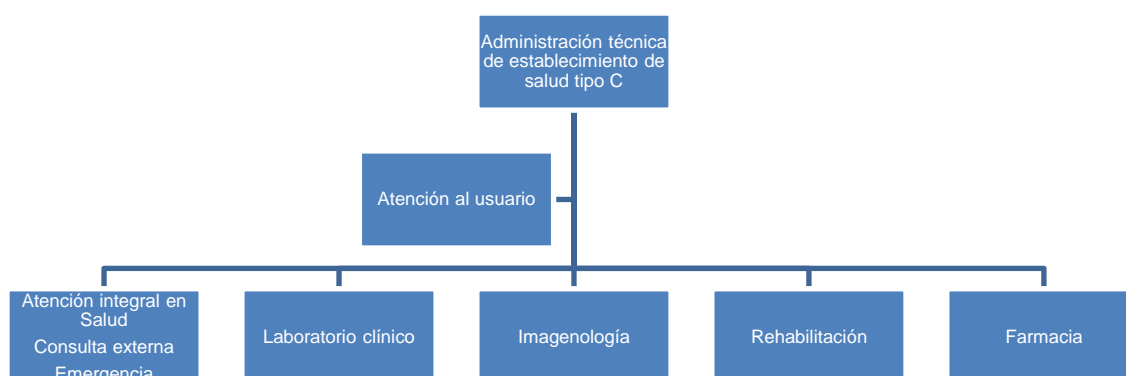 Administración técnica
de establecimiento de
salud tipo C
Atención al usuario
Atención integral en
Salud
Consulta externa
Emergencia
Laboratorio clínico
Imagenología
Rehabilitación
Farmacia